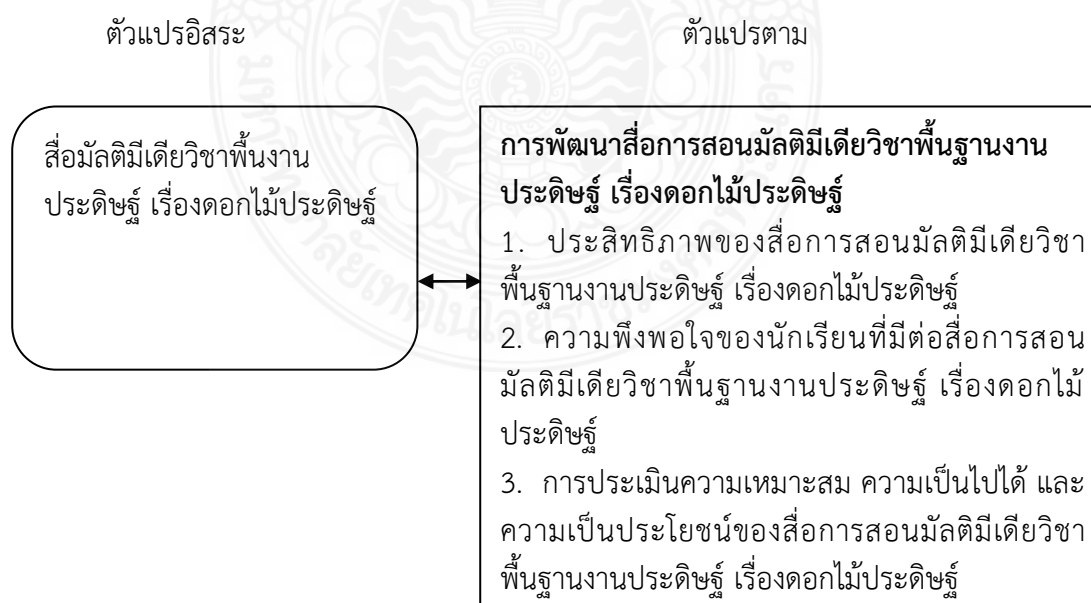 ตัวแปรอิสระ
ตัวแปรตาม
สื่อมัลติมีเดียวิชาพื้นงาน
ประดิษฐ์ เรื่องดอกไม้ประดิษฐ์
การพัฒนาสื่อการสอนมัลติมีเดียวิชาพื้นฐานงาน
ประดิษฐ์ เรื่องดอกไม้ประดิษฐ์
1. ประสิทธิภาพของสื่อการสอนมัลติมีเดียวิชา
พื้นฐานงานประดิษฐ์ เรื่องดอกไม้ประดิษฐ์
2. ความพึงพอใจของนักเรียนที่มีต่อสื่อการสอน
มัลติมีเดียวิชาพื้นฐานงานประดิษฐ์ เรื่องดอกไม้
ประดิษฐ์
3. การประเมินความเหมาะสม ความเป็นไปได้ และ
ความเป็นประโยชน์ของสื่อการสอนมัลติมีเดียวิชา
พื้นฐานงานประดิษฐ์ เรื่องดอกไม้ประดิษฐ์